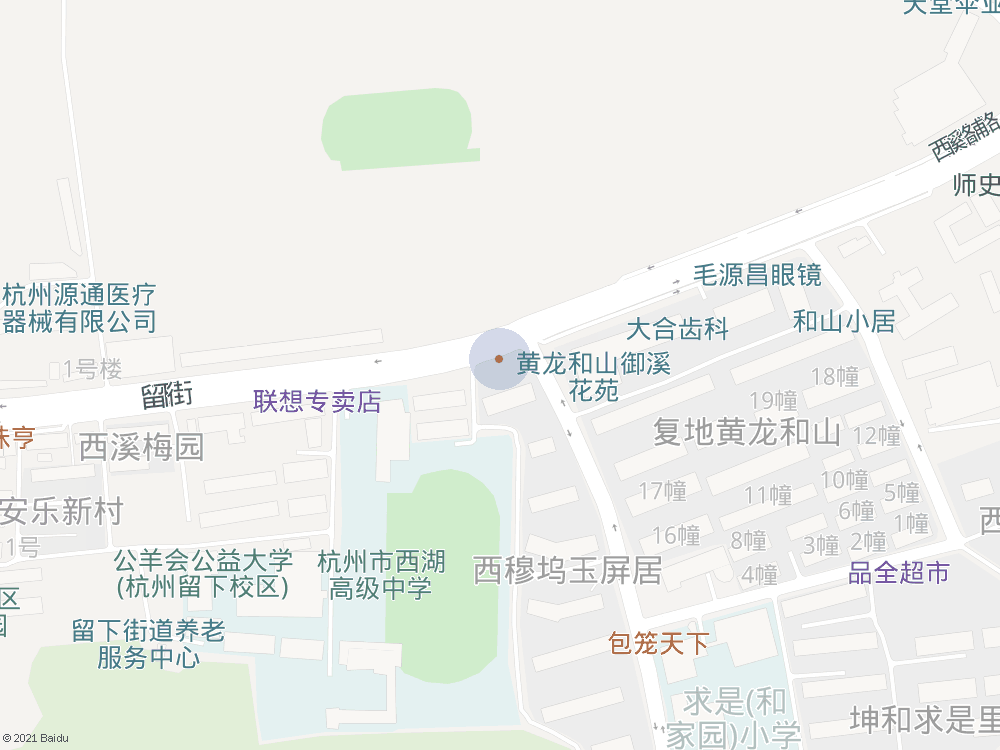 天堂伞业
西溪路辅路
师史
毛源昌眼镜
杭州源通医疗
器械有限公司
大合齿科
和山小居
1号楼
黄龙和山御溪
花苑
留街
联想专卖店
18幢
19幢
味亨
西溪梅园
复地黄龙和山
12幢
10幢
17幢
11幢
5幢
安乐新村
6幢
1幢
西
16幢
8幢
3幢
2幢
1号
公羊会公益大学
(杭州留下校区)
杭州市西湖
高级中学
西穆坞玉屏居
4幢
品全超市
区
园
留下街道养老
服务中心
包笼天下
求是(和
家园)小学
坤和求是里
© 2021 Baidu